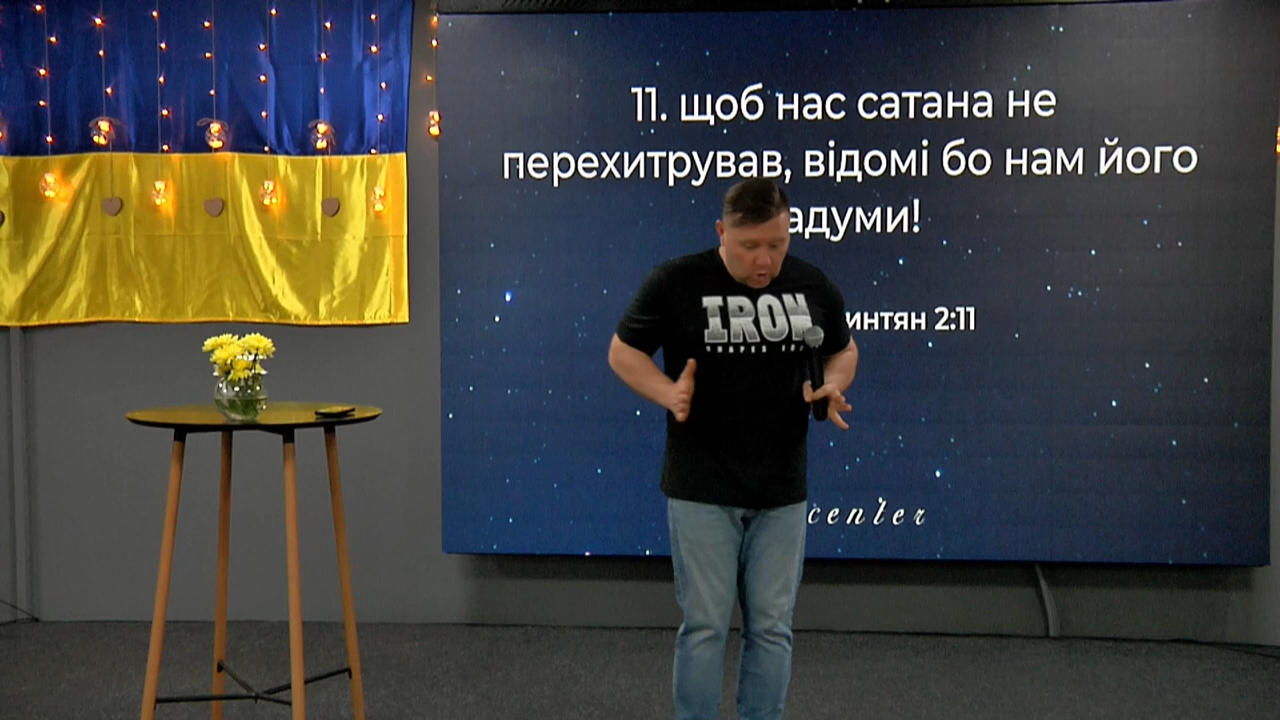 11. щоб нас сатана не
перехитрував, відомі бо нам його
адуми!
интян 2:11
center
IRON